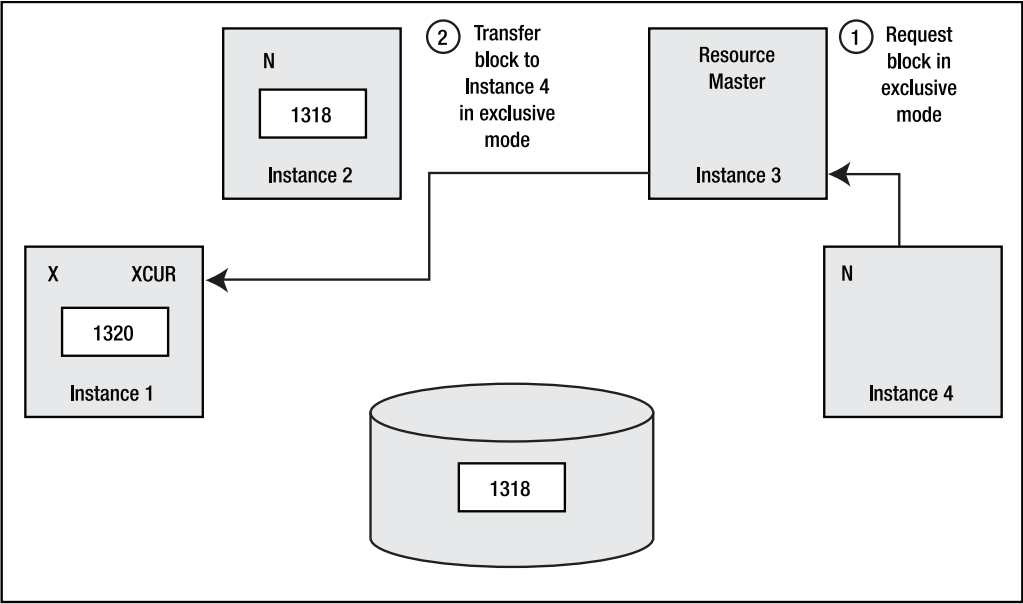 N
1318
Instance 2
2
Transfer
block to
Instance 4
in exclusive
mode
Resource
Master
Instance 3
1
Request
block in
exclusive
mode
X XCUR
1320
Instance 1
N
Instance 4
1318